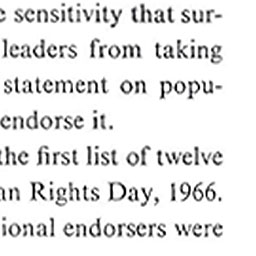 sensitivity that sur-
leaders from taking
statement on popu-
endorse it.
the first list of twelve
an Rights Day, 1966.
ional endorsers were